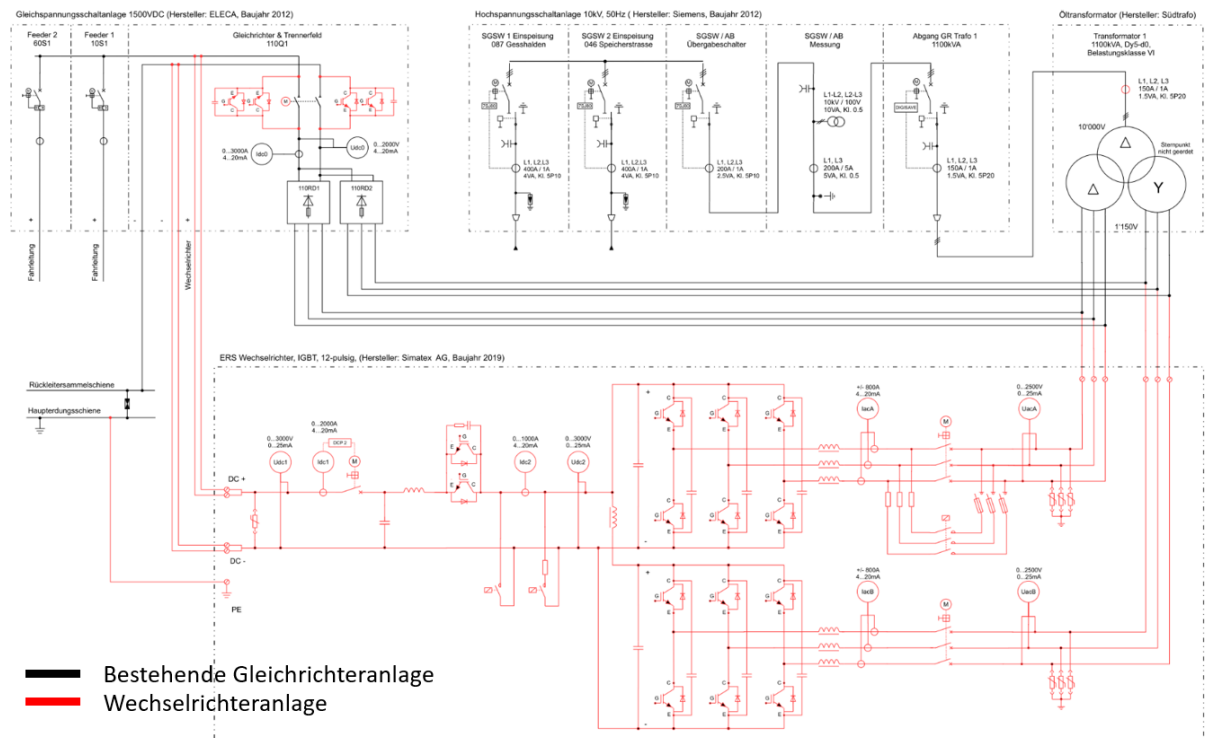 Gleichspannungsschaltanlage 1500VDC (Hersteller: ELECA, Baujahr 2012)
Hochspannungsschaltanlage 10kV, 50Hz ( Hersteller: Siemens, Baujahr 2012)
Öltransformator (Hersteller: Südtrafo)
Feeder 2
60S1
Feeder 1
10S1
Gleichrichter & Trennerfeld
110Q1
SGSW 1 Einspeisung
087 Gesshalden
SGSW 2 Einspeisung
046 Speicherstrasse
SGSW / AB
Übergabeschalter
SGSW / AB
Messung
Abgang GR Trafo 1
1100kVA
Transformator 1
1100kVA, Dy5-d0,
Belastungsklasse VI
L1, L2, L3
150A / 1A
1.5VA, Kl. 5P20
L1-L2, L2-L3
10kV / 100V
10VA, Kl. 0.5
7SJ80
7SJ80
7SJ80
M
M
M
M
M
C
G
E
10'000V
Sternpunkt
nicht geerdet
0...3000A
4...20mA
Idc0
Udc0
0...2000V
4...20mA
L1, L2.L3
400A / 1A
4VA, Kl. 5P10
L1, L2.L3
400A / 1A
4VA, Kl. 5P10
L1, L2.L3
200A / 1A
2.5VA, Kl. 5P10
L1, L3
200A / 5A
5VA, Kl. 0.5
L1, L2, L3
150A / 1A
1.5VA, Kl. 5P20
Δ
Δ
Y
110RD1
110RD2
1'150V
+
+
-
-
+
Fahrleitung
Fahrleitung
Wechselrichter
ERS Wechselrichter, IGBT, 12-pulsig, (Hersteller: Simatex AG, Baujahr 2019)
Rückleitersammelschiene
Haupterdungsschiene
0...3000V
0...25mA
Udc1
0...2000A
4...20mA
Idc1
DCP 2
M
0...1000A
4...20mA
Idc2
0...3000V
0...25mA
Udc2
+
C
G
E
+/- 800A
4...20mA
IacA
M
0...2500V
0...25mA
UacA
DC +
DC -
PE
-
+
+/- 800A
4...20mA
IacB
M
0...2500V
0...25mA
UacB
-
Bestehende Gleichrichteranlage
Wechselrichteranlage